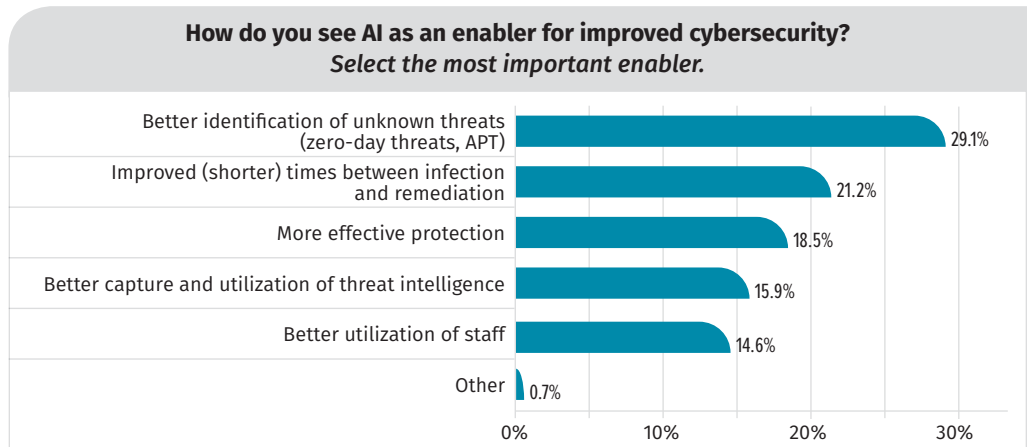 How do you see AI as an enabler for improved cybersecurity?
Select the most important enabler.
Better identification of unknown threats
(zero-day threats, APT)
29.1%
Improved (shorter) times between infection
and remediation
21.2%
More effective protection
18.5%
Better capture and utilization of threat intelligence
15.9%
Better utilization of staff
14.6%
Other
0.7%
0%
10%
20%
30%